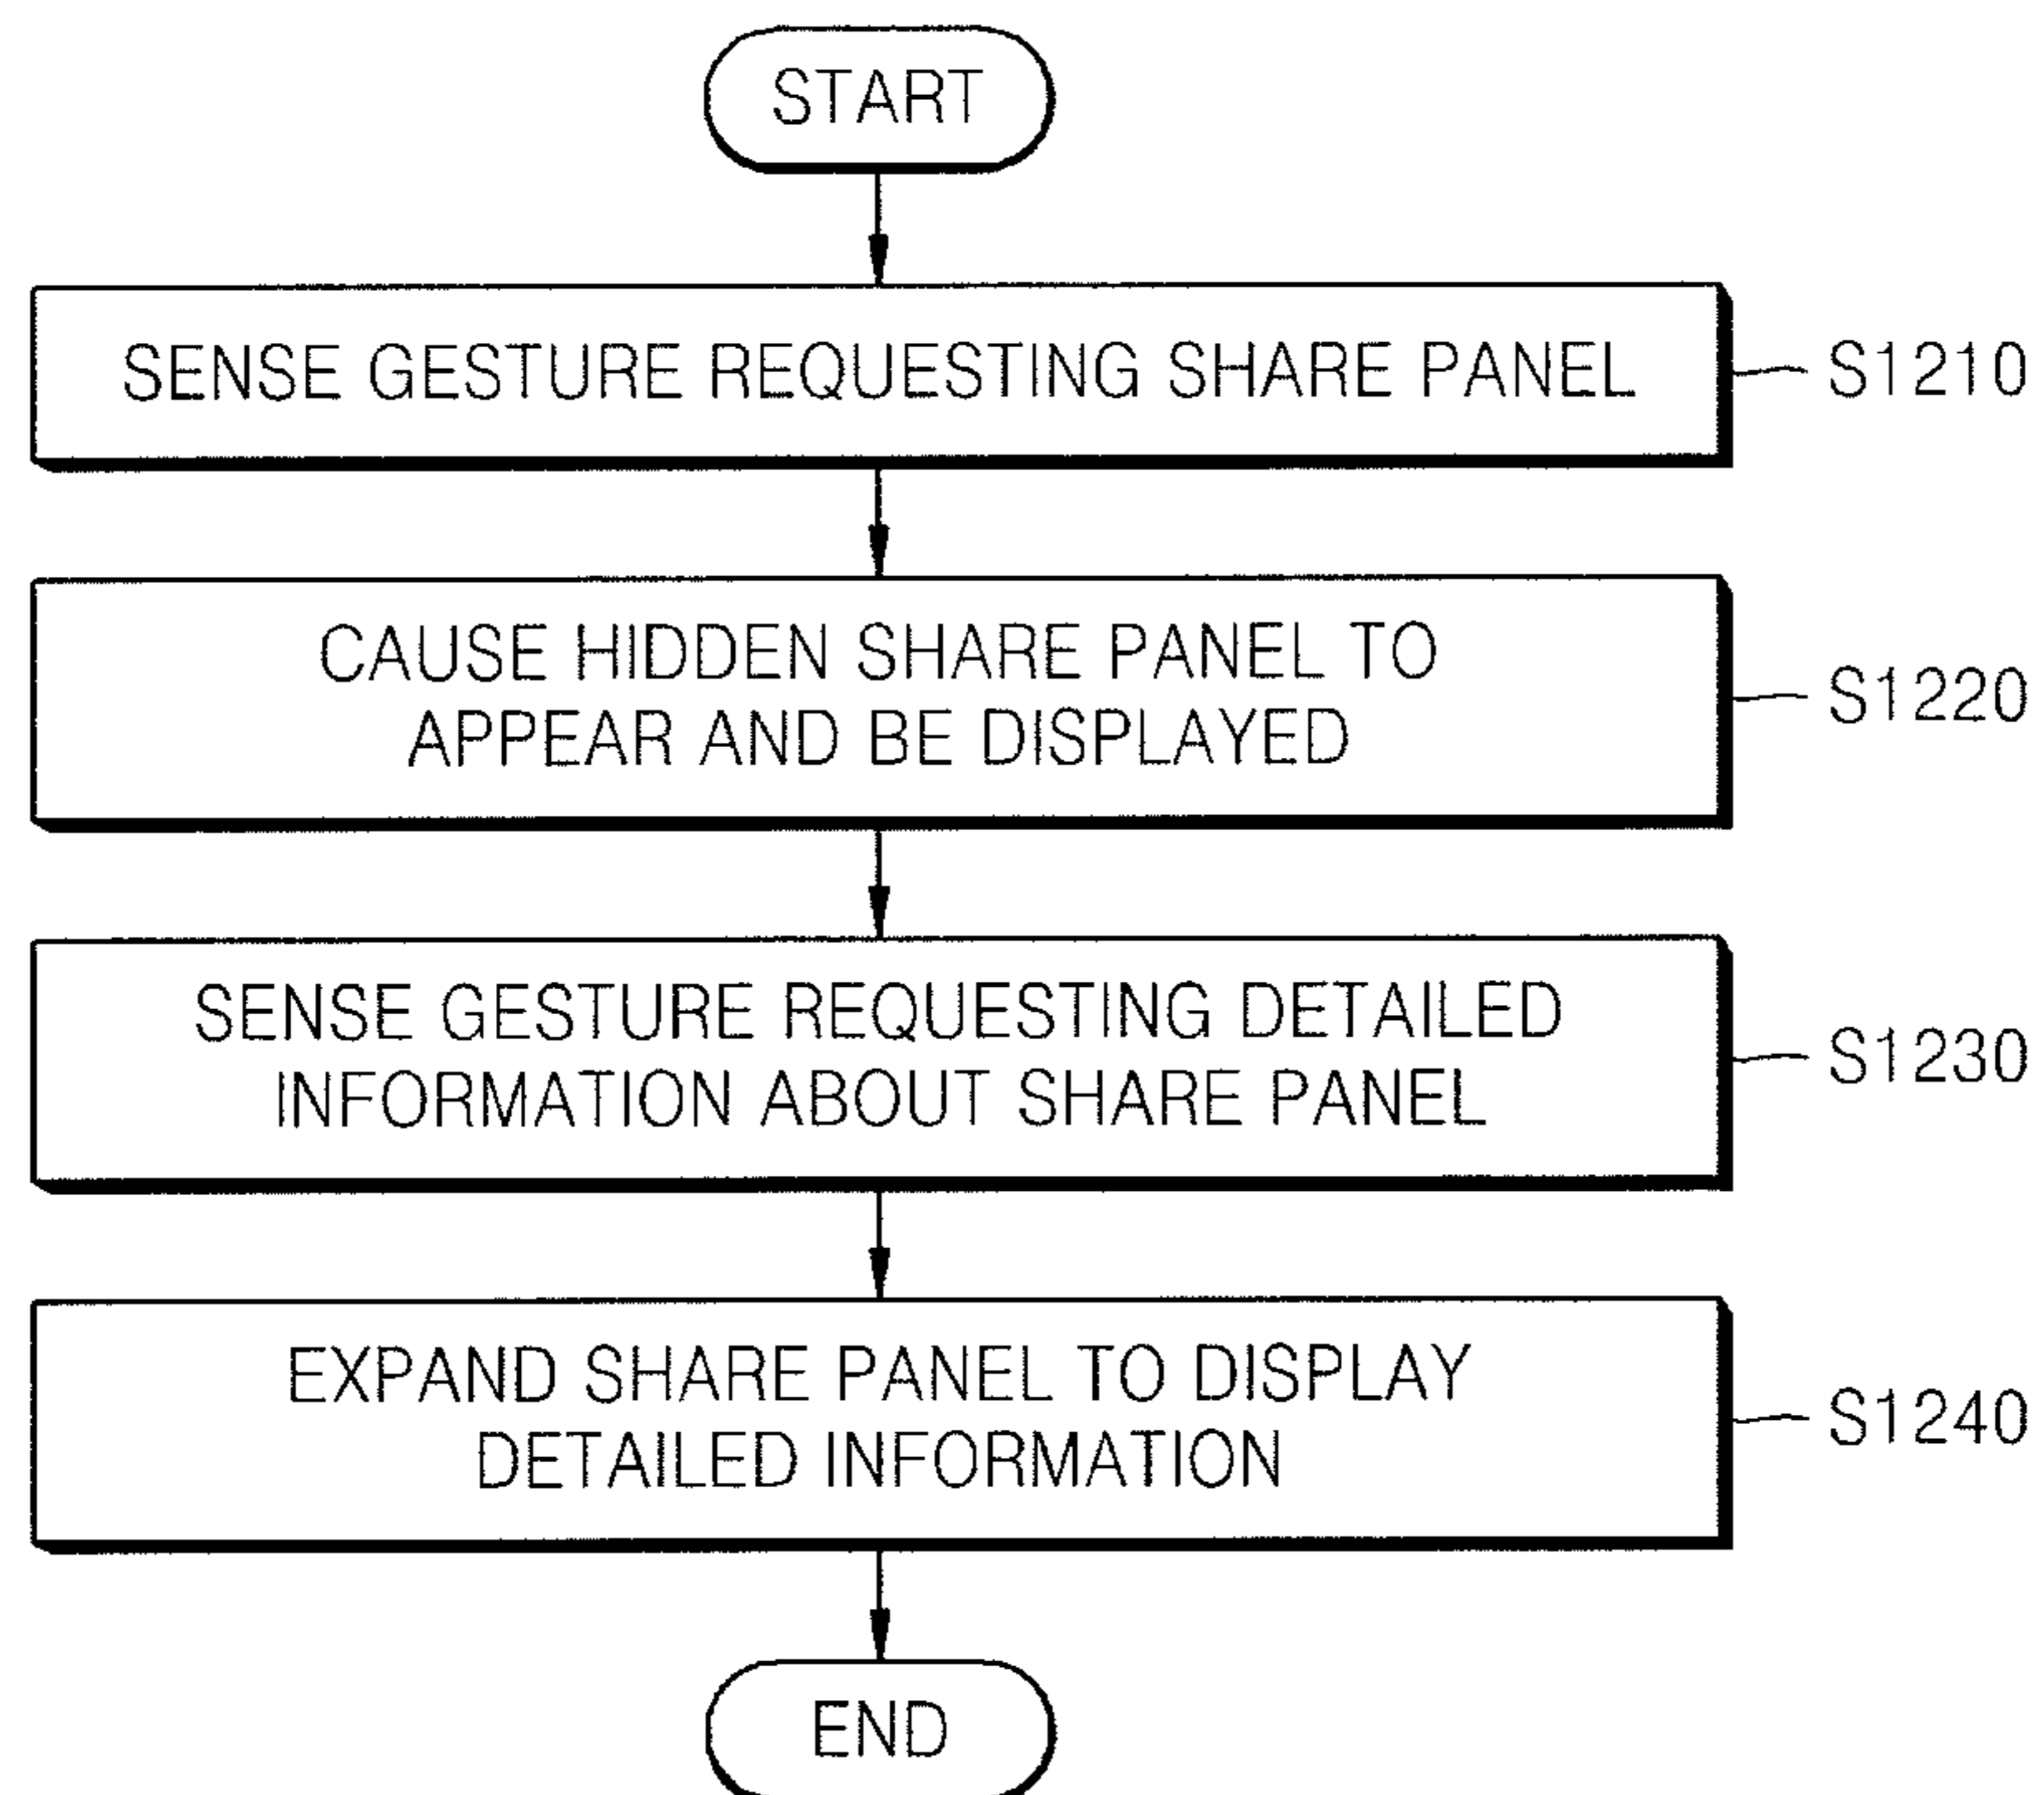 START
SENSE GESTURE REQUESTING SHARE PANEL
S1210
CAUSE HIDDEN SHARE PANEL TO
APPEAR AND BE DISPLAYED
S1220
SENSE GESTURE REQUESTING DETAILED
INFORMATION ABOUT SHARE PANEL
S1230
EXPAND SHARE PANEL TO DISPLAY
DETAILED INFORMATION
S1240
END